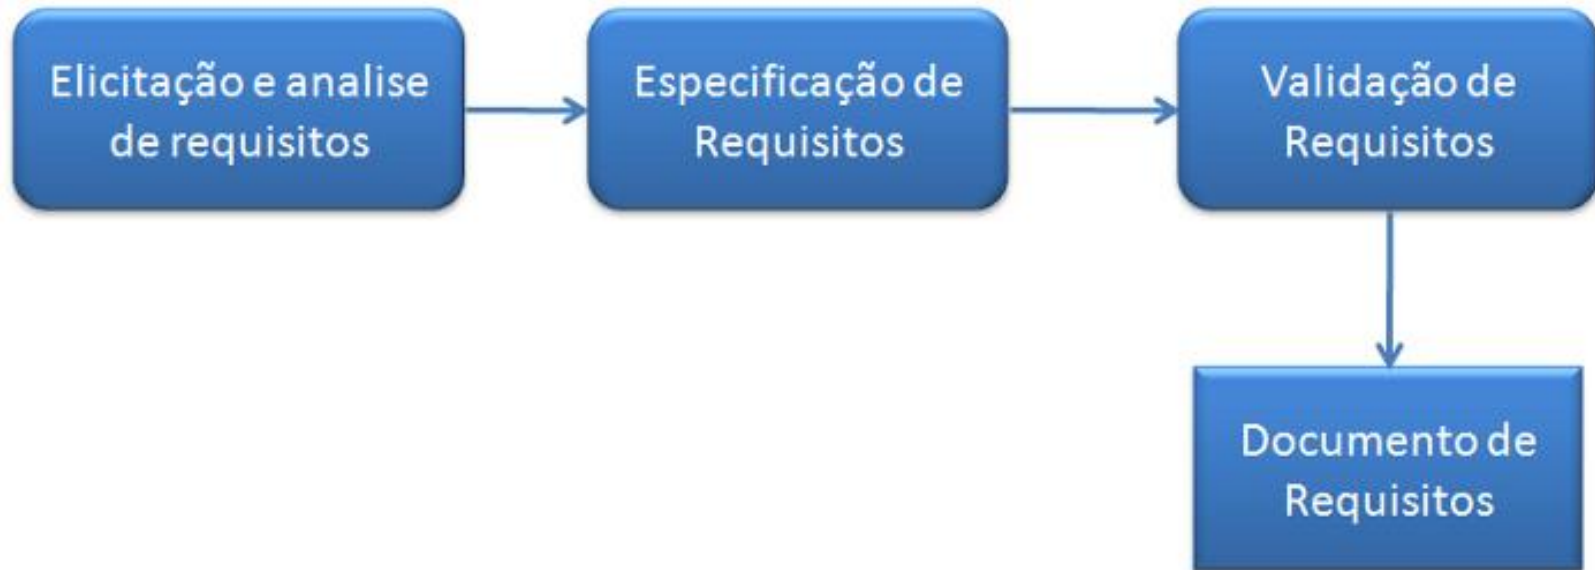 Elicitação e analise
de requisitos
Especificação de
Requisitos
Validação de
Requisitos
Documento de
Requisitos